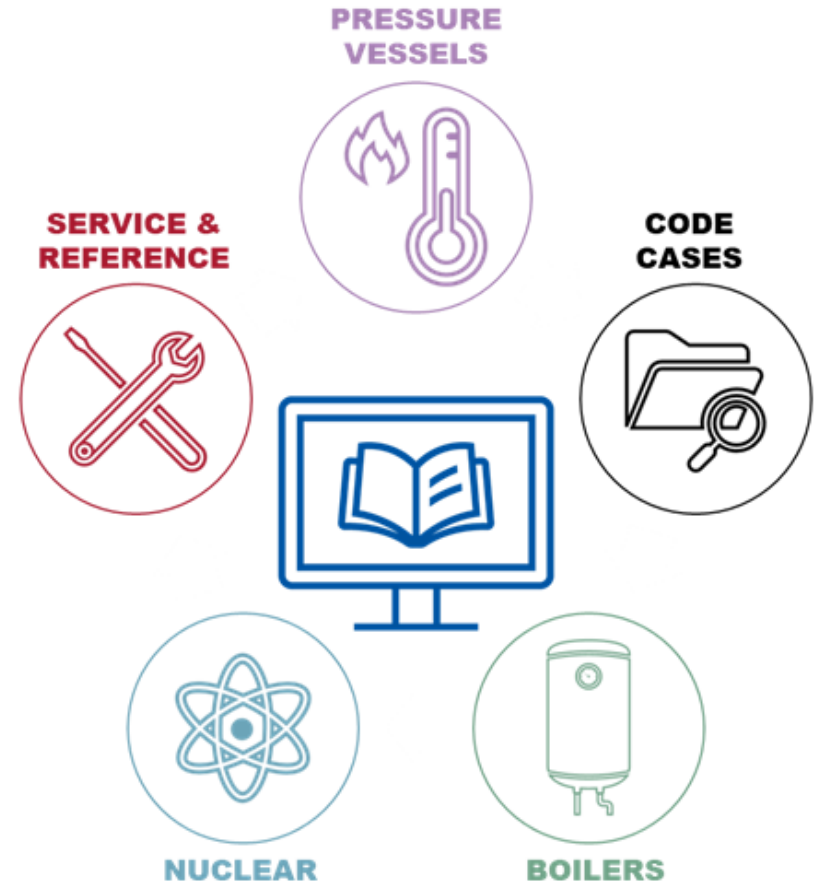 PRESSURE
VESSELS
SERVICE &
REFERENCE
CODE
CASES
NUCLEAR
BOILERS